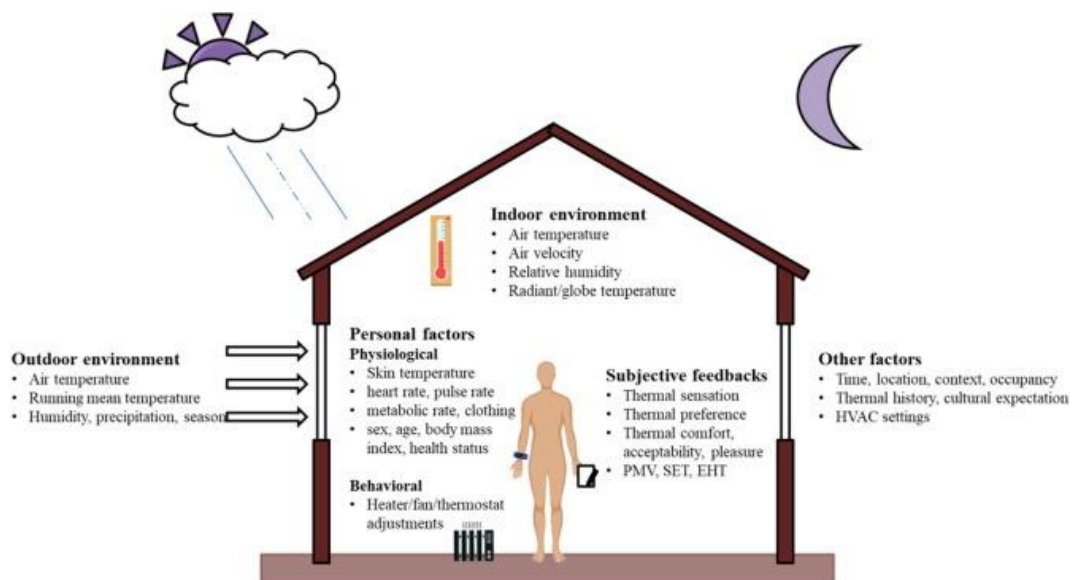 Indoor environment
• Air temperature
• Air velocity
• Relative humidity
• Radiant/globe temperature
Outdoor environment
• Air temperature
• Running mean temperature
• Humidity, precipitation, season
Personal factors
Physiological
• Skin temperature
• heart rate, pulse rate
• metabolic rate, clothing
• sex, age, body mass
index, health status
Behavioral
• Heater/fan/thermostat
adjustments
Subjective feedbacks
• Thermal sensation
• Thermal preference
• Thermal comfort,
acceptability, pleasure
• PMV, SET, EHT
Other factors
• Time, location, context, occupancy
• Thermal history, cultural expectation
• HVAC settings